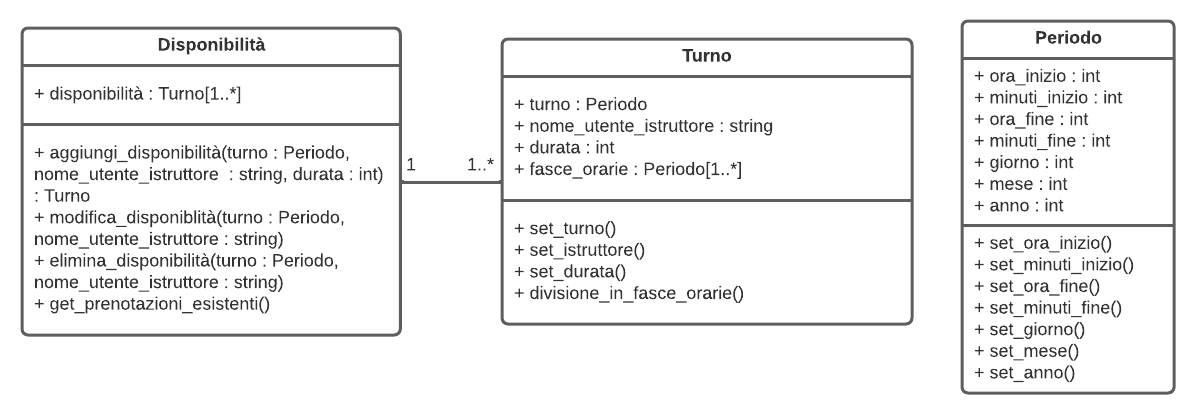 Disponibilità
+ disponibilità : Turno[1..*]
+ aggiungi_disponibilità(turno : Periodo,
nome_utente_istruttore  : string, durata : int)
: Turno
+ modifica_disponiblità(turno : Periodo,
nome_utente_istruttore : string)
+ elimina_disponibilità(turno : Periodo,
nome_utente_istruttore : string)
+ get_prenotazioni_esistenti()
1
1..*
Turno
+ turno : Periodo
+ nome_utente_istruttore : string
+ durata : int
+ fasce_orarie : Periodo[1..*]
+ set_turno()
+ set_istruttore()
+ set_durata()
+ divisione_in_fasce_orarie()
Periodo
+ ora_inizio : int
+ minuti_inizio : int
+ ora_fine : int
+ minuti_fine : int
+ giorno : int
+ mese : int
+ anno : int
+ set_ora_inizio()
+ set_minuti_inizio()
+ set_ora_fine()
+ set_minuti_fine()
+ set_giorno()
+ set_mese()
+ set_anno()